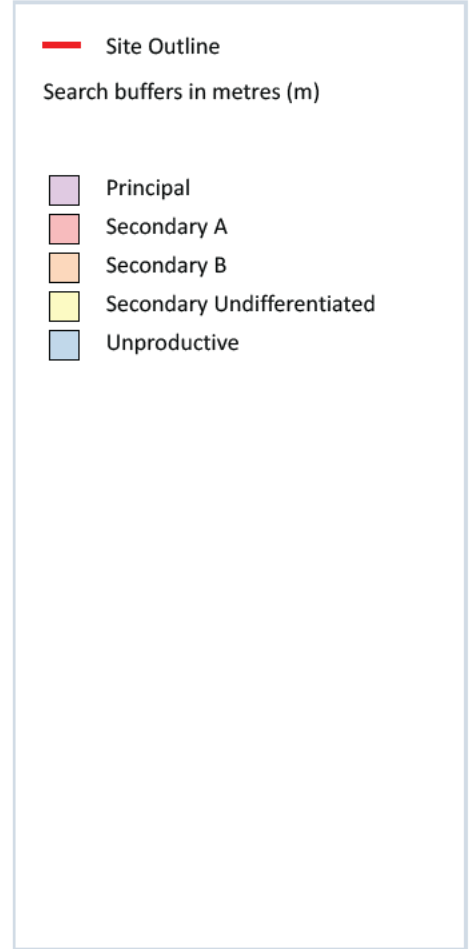 Site Outline
Search buffers in metres (m)
Principal
Secondary A
Secondary B
Secondary Undifferentiated
Unproductive